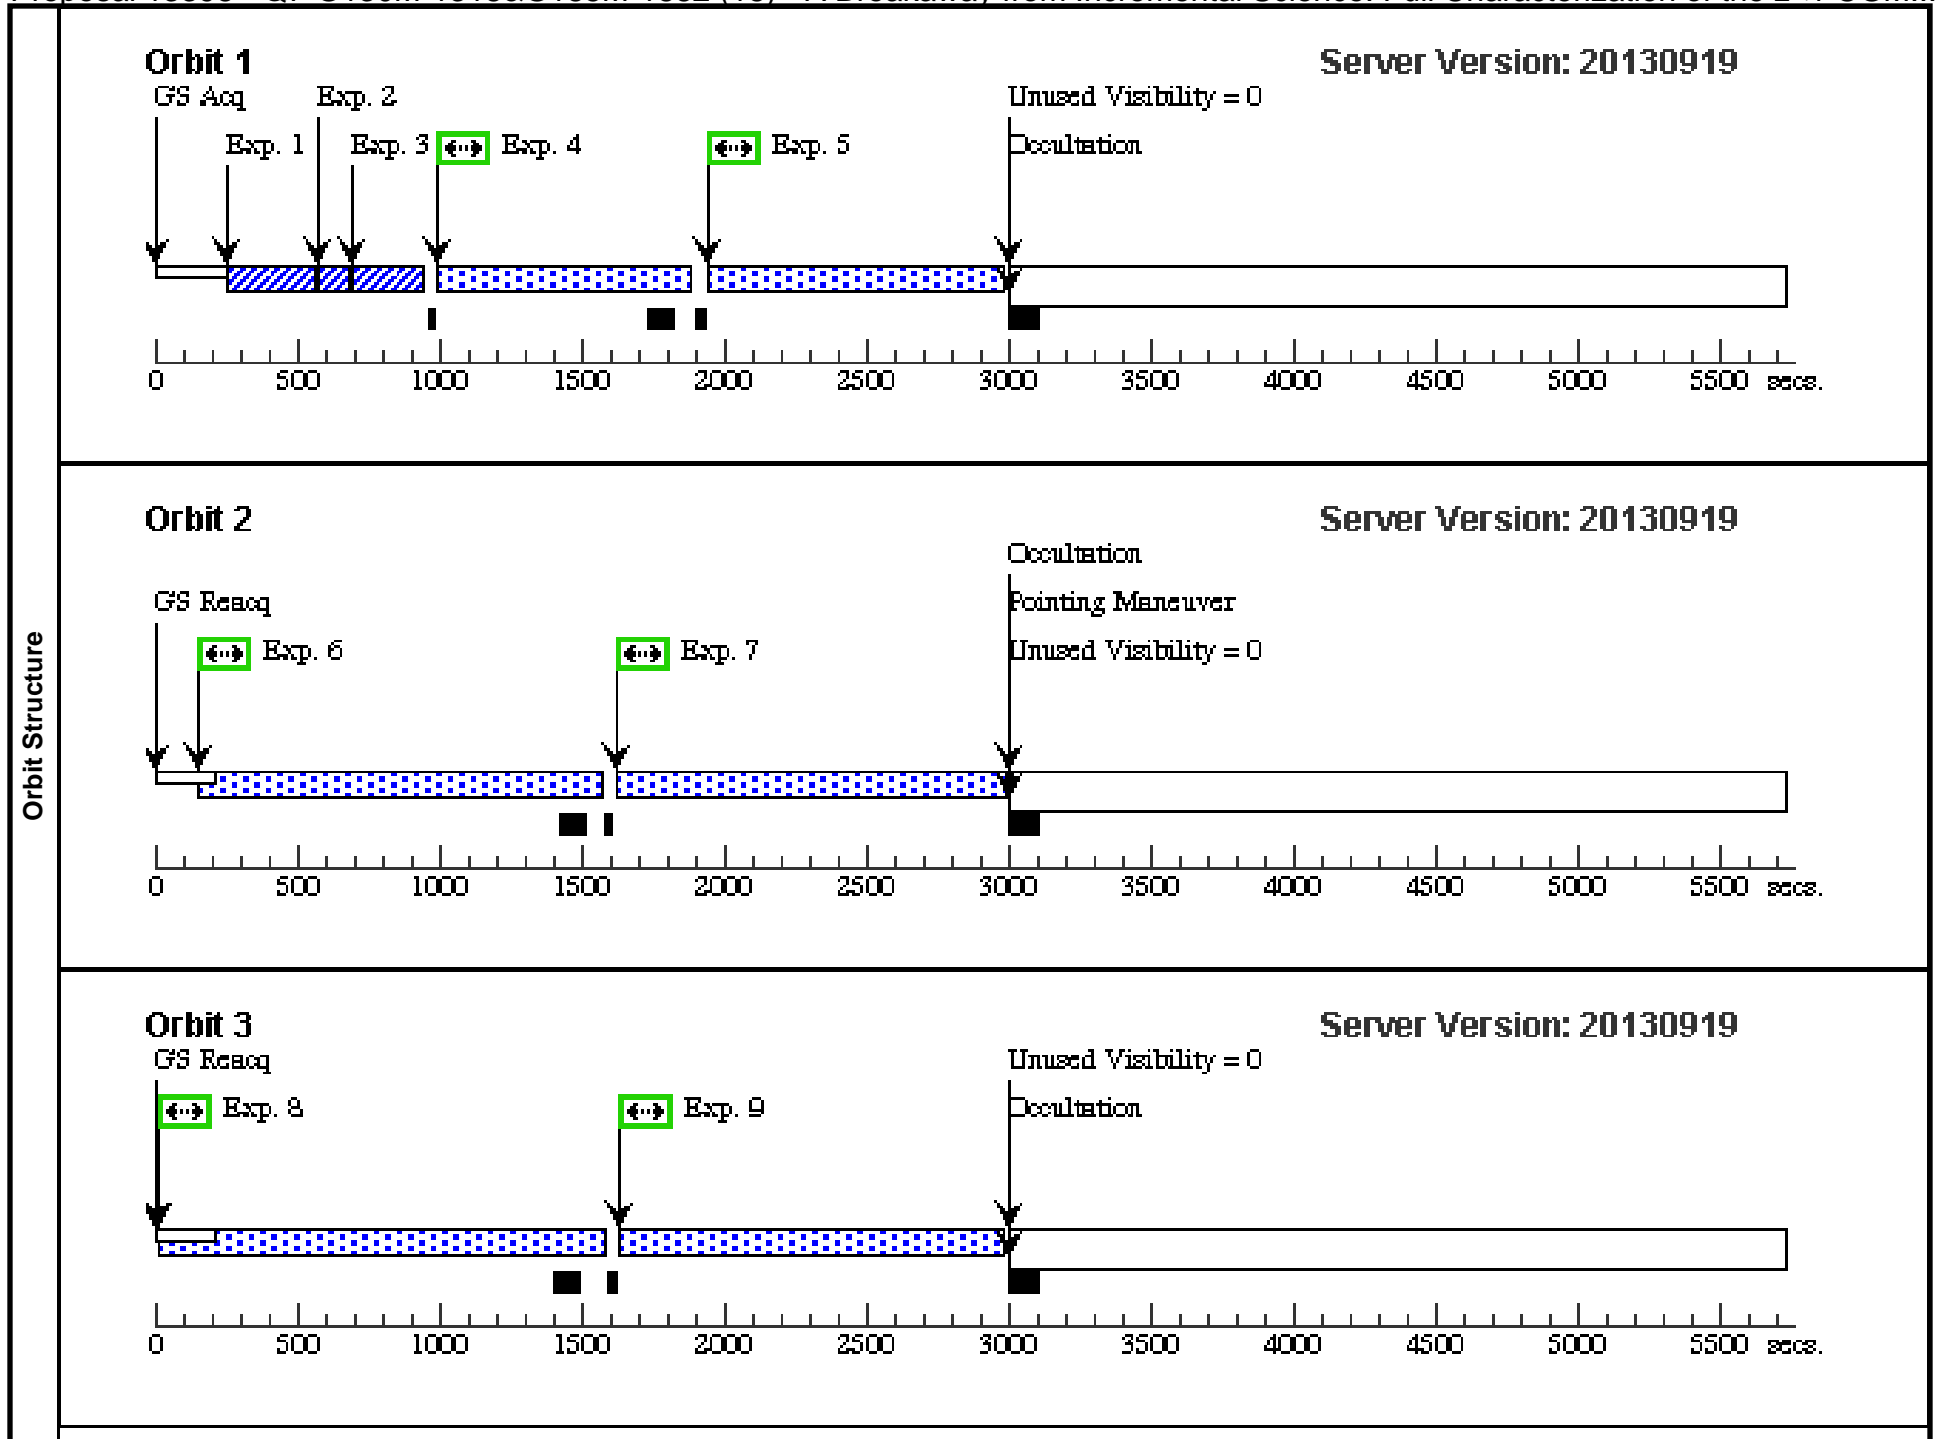 Orbit Structure
Orbit 1 Server Version: 20130919
GS Acq Exp. 2 Unused Visibility = 0
Exp. 1 Exp. 3 Exp. 4 Exp. 5 Occultation
0 500 1000 1500 2000 2500 3000 3500 4000 4500 5000 5500 secs.
Orbit 2 Server Version: 20130919
Occultation
GS Reacq Pointing Maneuver
Exp. 6 Exp. 7 Unused Visibility = 0
0 500 1000 1500 2000 2500 3000 3500 4000 4500 5000 5500 secs.
Orbit 3 Server Version: 20130919
GS Reacq Unused Visibility = 0
Exp. 8 Exp. 9 Occultation
0 500 1000 1500 2000 2500 3000 3500 4000 4500 5000 5500 secs.